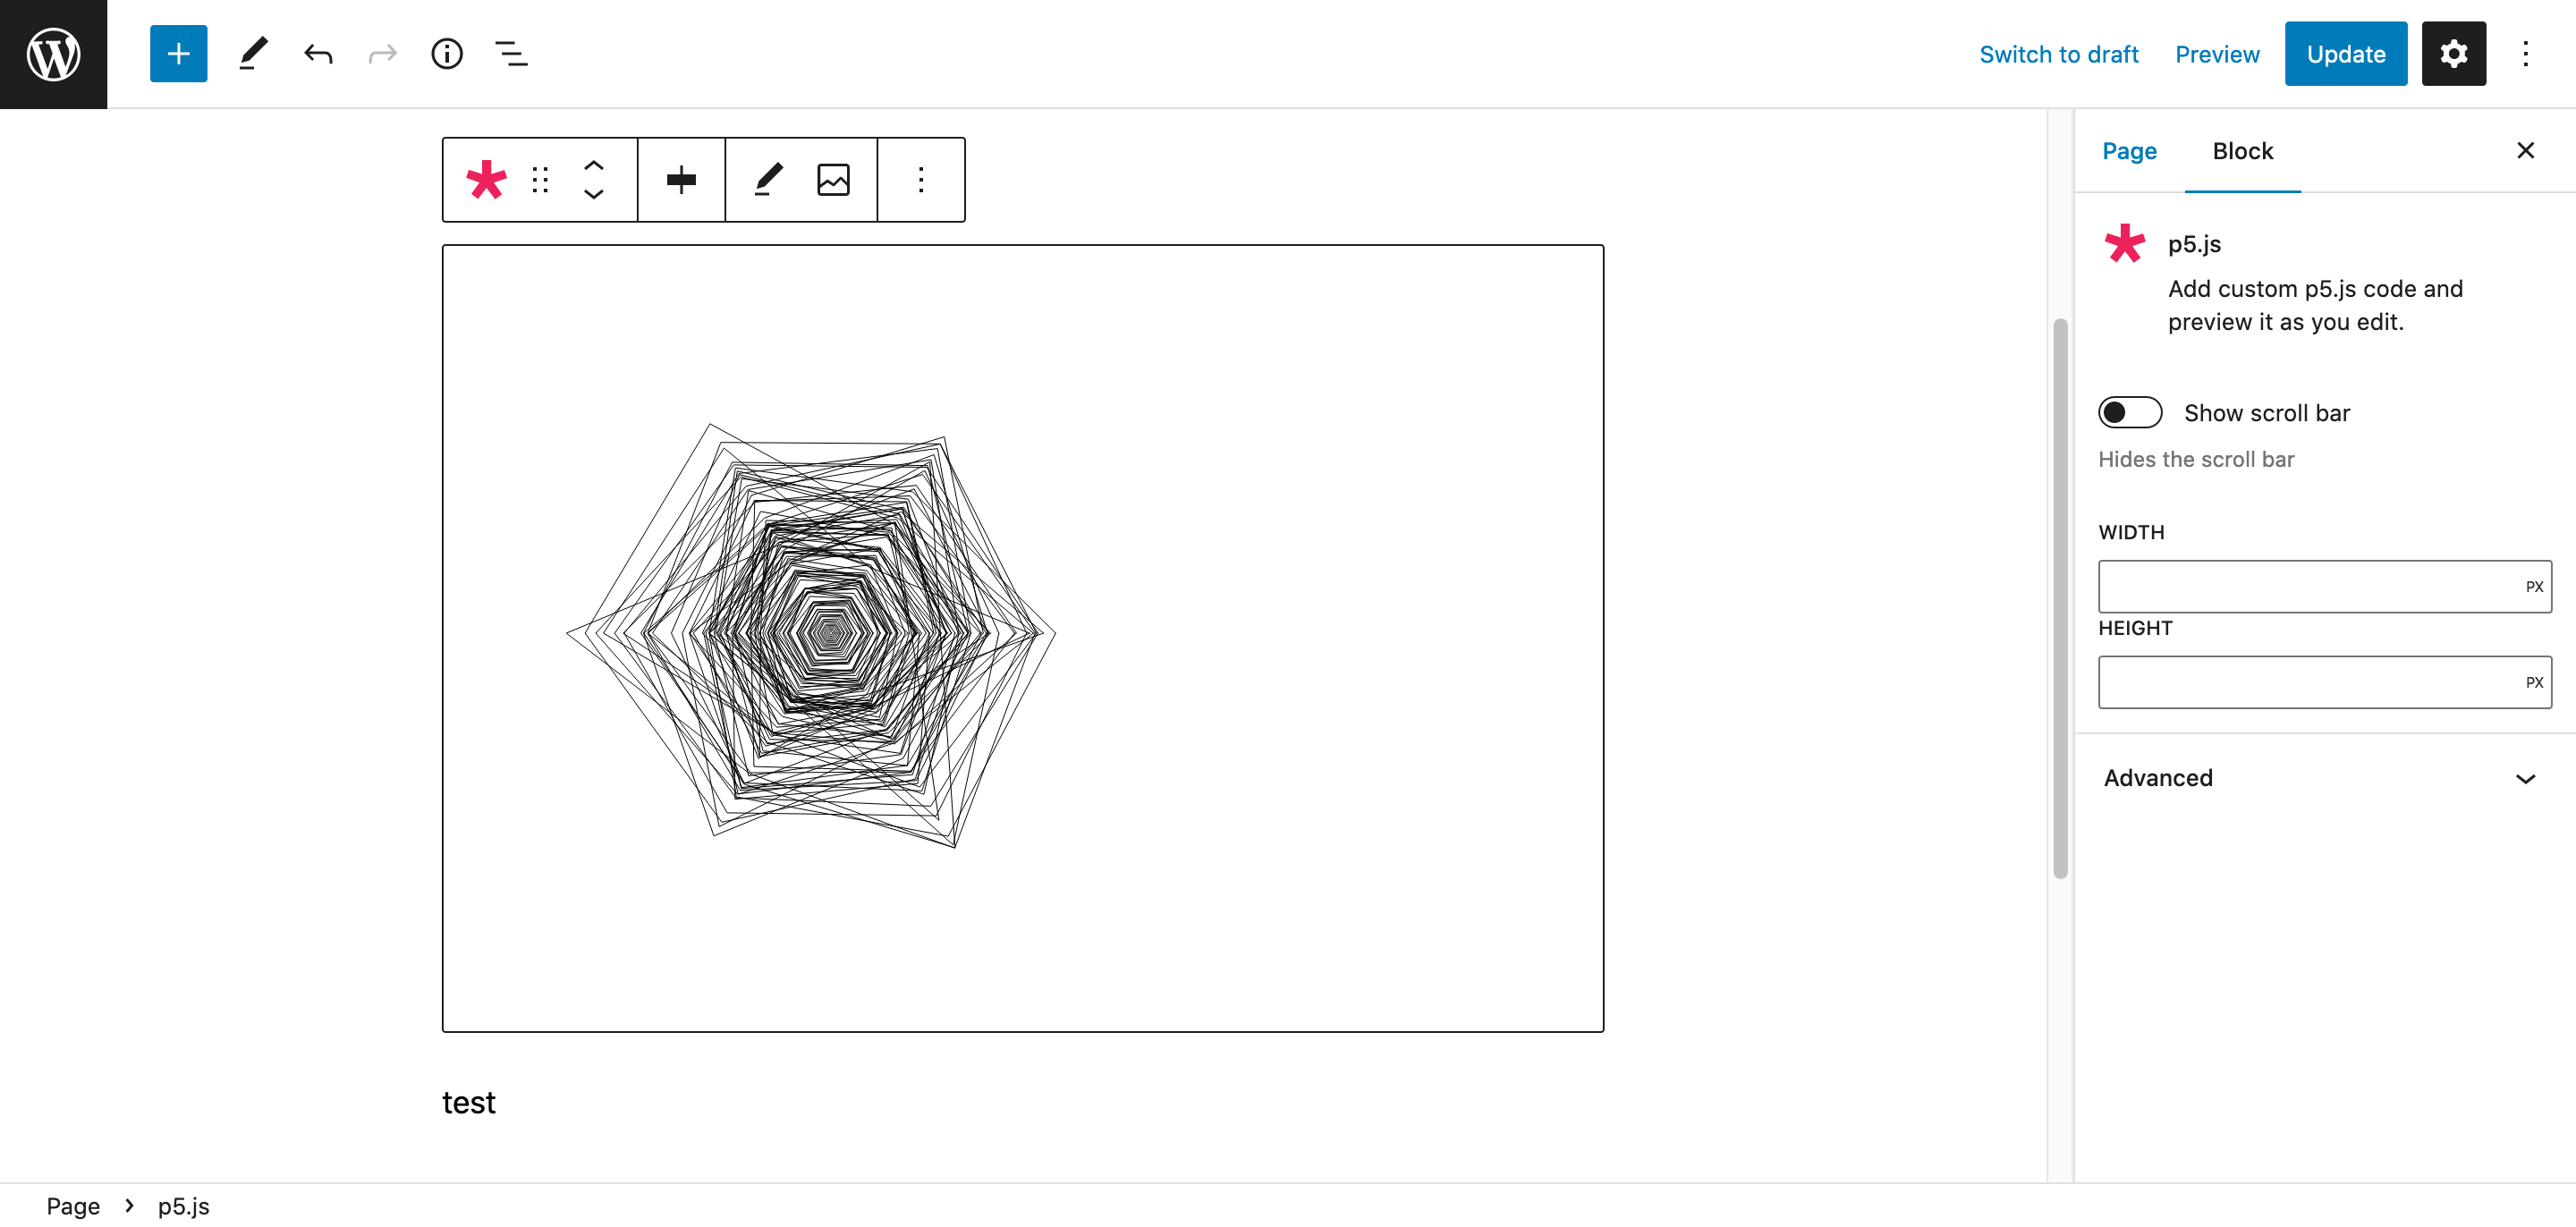 Switch to draft
Preview
Update
Page
Block
p5.js
Add custom p5.js code and
preview it as you edit.
Show scroll bar
Hides the scroll bar
WIDTH
PX
HEIGHT
PX
Advanced
test
Page
p5.js